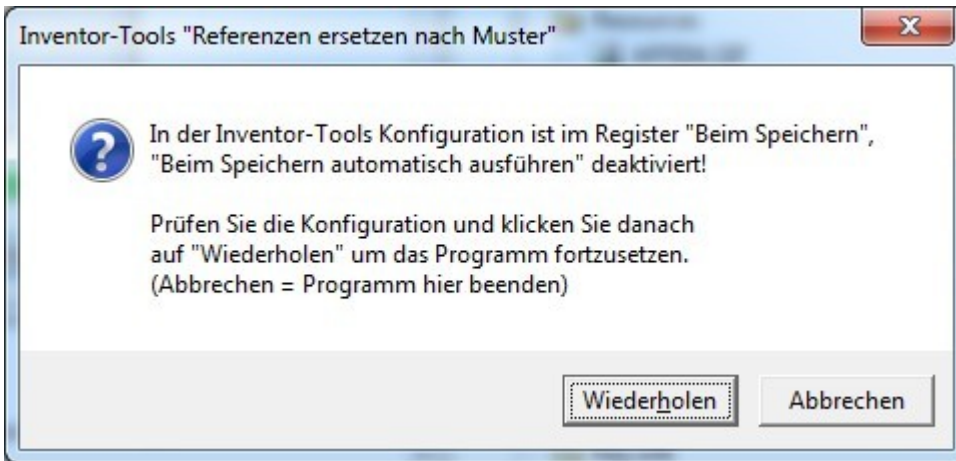 Inventor-Tools "Referenzen ersetzen nach Muster"
In der Inventor-Tools Konfiguration ist im Register "Beim Speichern",
"Beim Speichern automatisch ausführen" deaktiviert!
Prüfen Sie die Konfiguration und klicken Sie danach
auf "Wiederholen" um das Programm fortzusetzen.
(Abbrechen = Programm hier beenden)
Wiederholen
Abbrechen